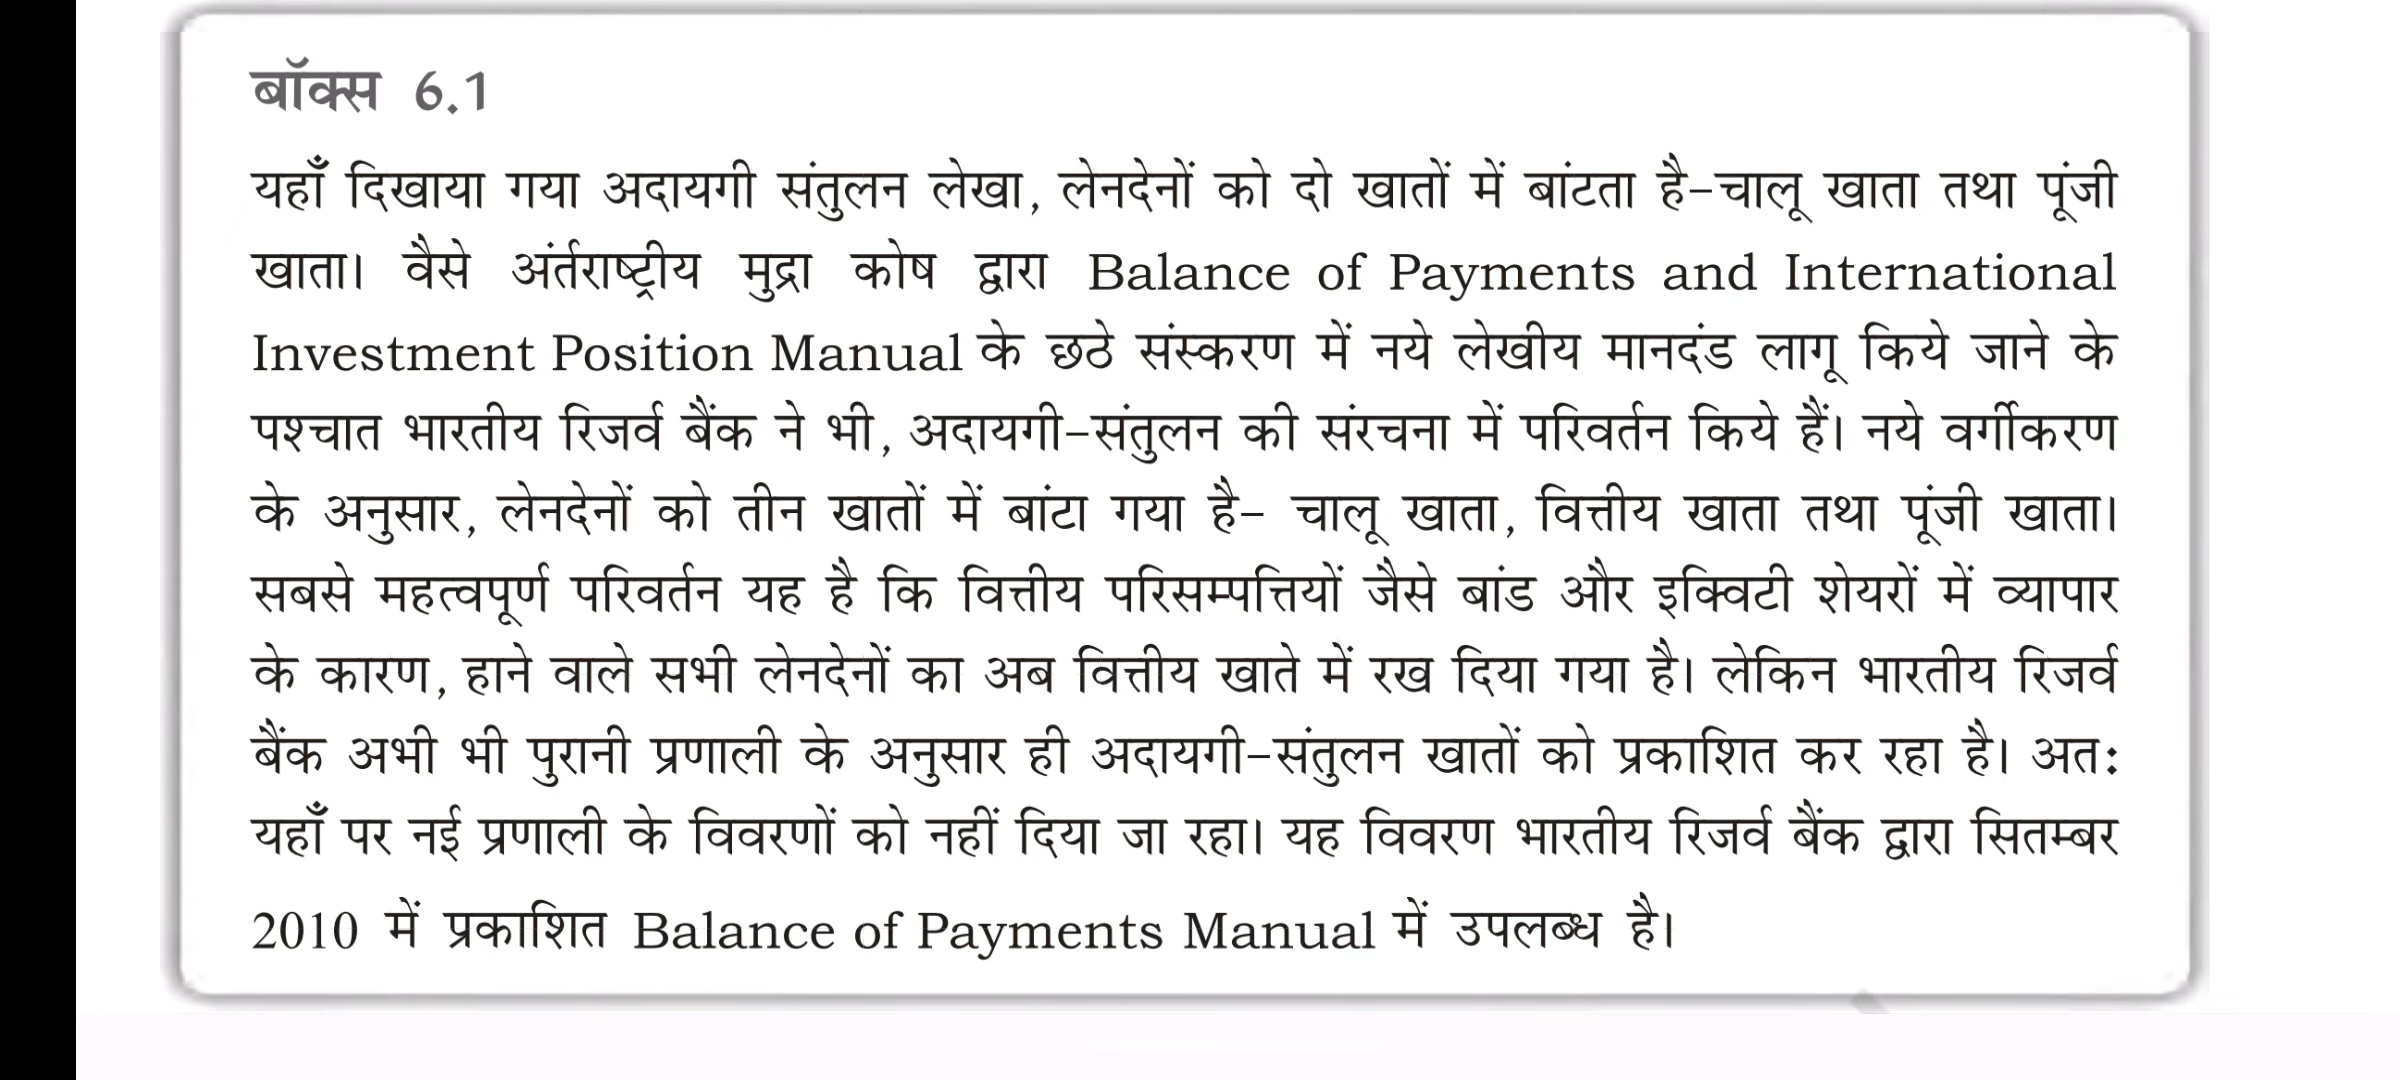 बॉक्स 6.1
यहाँ दिखाया गया अदायगी संतुलन लेखा, लेनदेनों को दो खातों में बांटता है–चालू खाता तथा पूंजी
खाता। वैसे अंर्तराष्ट्रीय मुद्रा कोष द्वारा Balance of Payments and International
Investment Position Manual के छठे संस्करण में नये लेखीय मानदंड लागू किये जाने के
पश्चात भारतीय रिजर्व बैंक ने भी, अदायगी–संतुलन की संरचना में परिवर्तन किये हैं। नये वर्गीकरण
के अनुसार, लेनदेनों को तीन खातों में बांटा गया है– चालू खाता, वित्तीय खाता तथा पूंजी खाता।
सबसे महत्वपूर्ण परिवर्तन यह है कि वित्तीय परिसम्पत्तियों जैसे बांड और इक्विटी शेयरों में व्यापार
के कारण, हाने वाले सभी लेनदेनों का अब वित्तीय खाते में रख दिया गया है। लेकिन भारतीय रिजर्व
बैंक अभी भी पुरानी प्रणाली के अनुसार ही अदायगी–संतुलन खातों को प्रकाशित कर रहा है। अतः
यहाँ पर नई प्रणाली के विवरणों को नहीं दिया जा रहा। यह विवरण भारतीय रिजर्व बैंक द्वारा सितम्बर
2010 में प्रकाशित Balance of Payments Manual में उपलब्ध है।